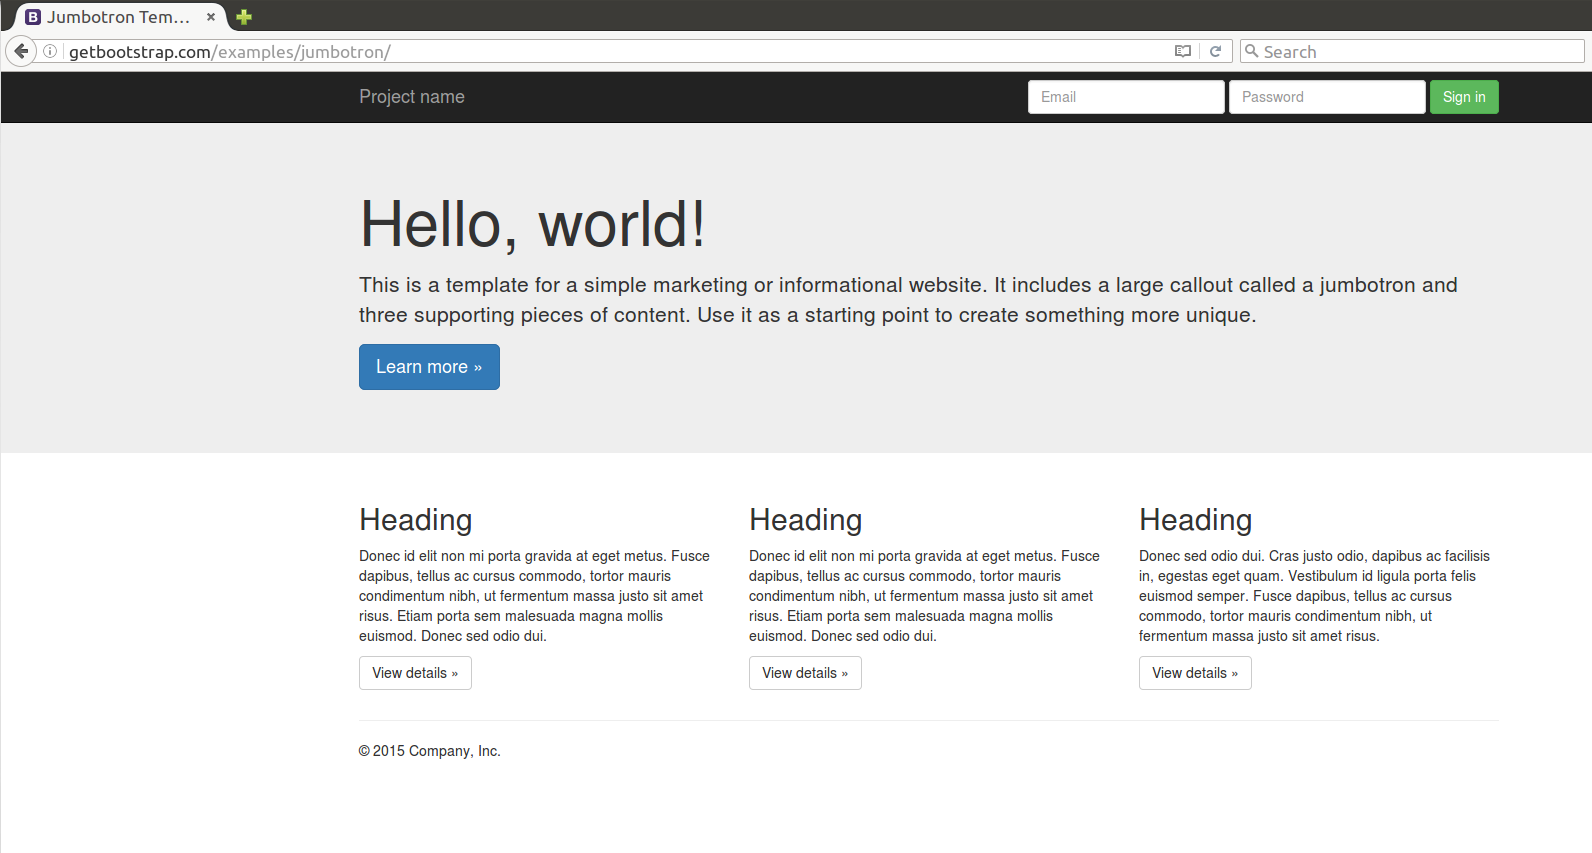 B Jumbotron Tem...
getbootstrap.com/examples/jumbotron/
Search
Project name
Email
Password
Sign in
Hello, world!
This is a template for a simple marketing or informational website. It includes a large callout called a jumbotron and
three supporting pieces of content. Use it as a starting point to create something more unique.
Learn more »
Heading
Donec id elit non mi porta gravida at eget metus. Fusce
dapibus, tellus ac cursus commodo, tortor mauris
condimentum nibh, ut fermentum massa justo sit amet
risus. Etiam porta sem malesuada magna mollis
euismod. Donec sed odio dui.
View details »
Heading
Donec id elit non mi porta gravida at eget metus. Fusce
dapibus, tellus ac cursus commodo, tortor mauris
condimentum nibh, ut fermentum massa justo sit amet
risus. Etiam porta sem malesuada magna mollis
euismod. Donec sed odio dui.
View details »
Heading
Donec sed odio dui. Cras justo odio, dapibus ac facilisis
in, egestas eget quam. Vestibulum id ligula porta felis
euismod semper. Fusce dapibus, tellus ac cursus
commodo, tortor mauris condimentum nibh, ut
fermentum massa justo sit amet risus.
View details »
© 2015 Company, Inc.